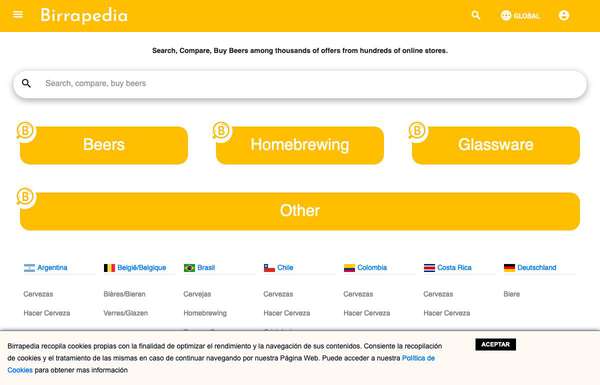 Birrapedia
GLOBAL
Search, Compare, Buy Beers among thousands of offers from hundreds of online stores.
Search, compare, buy beers
Beers
Homebrewing
Glassware
Other
Argentina België/Belgique Brasil Chile Colombia Costa Rica Deutschland
Cervezas Bières/Bieren Cervejas Cervezas Cervezas Cervezas Biere
Hacer Cerveza Verres/Glazen Homebrewing Hacer Cerveza Hacer Cerveza Hacer Cerveza
Birrapedia recopila cookies propias con la finalidad de optimizar el rendimiento y la navegación de sus contenidos. Consiente la recopilación
de cookies y el tratamiento de las mismas en caso de continuar navegando por nuestra Página Web. Puede acceder a nuestra Política de
Cookies para obtener mas información
ACEPTAR